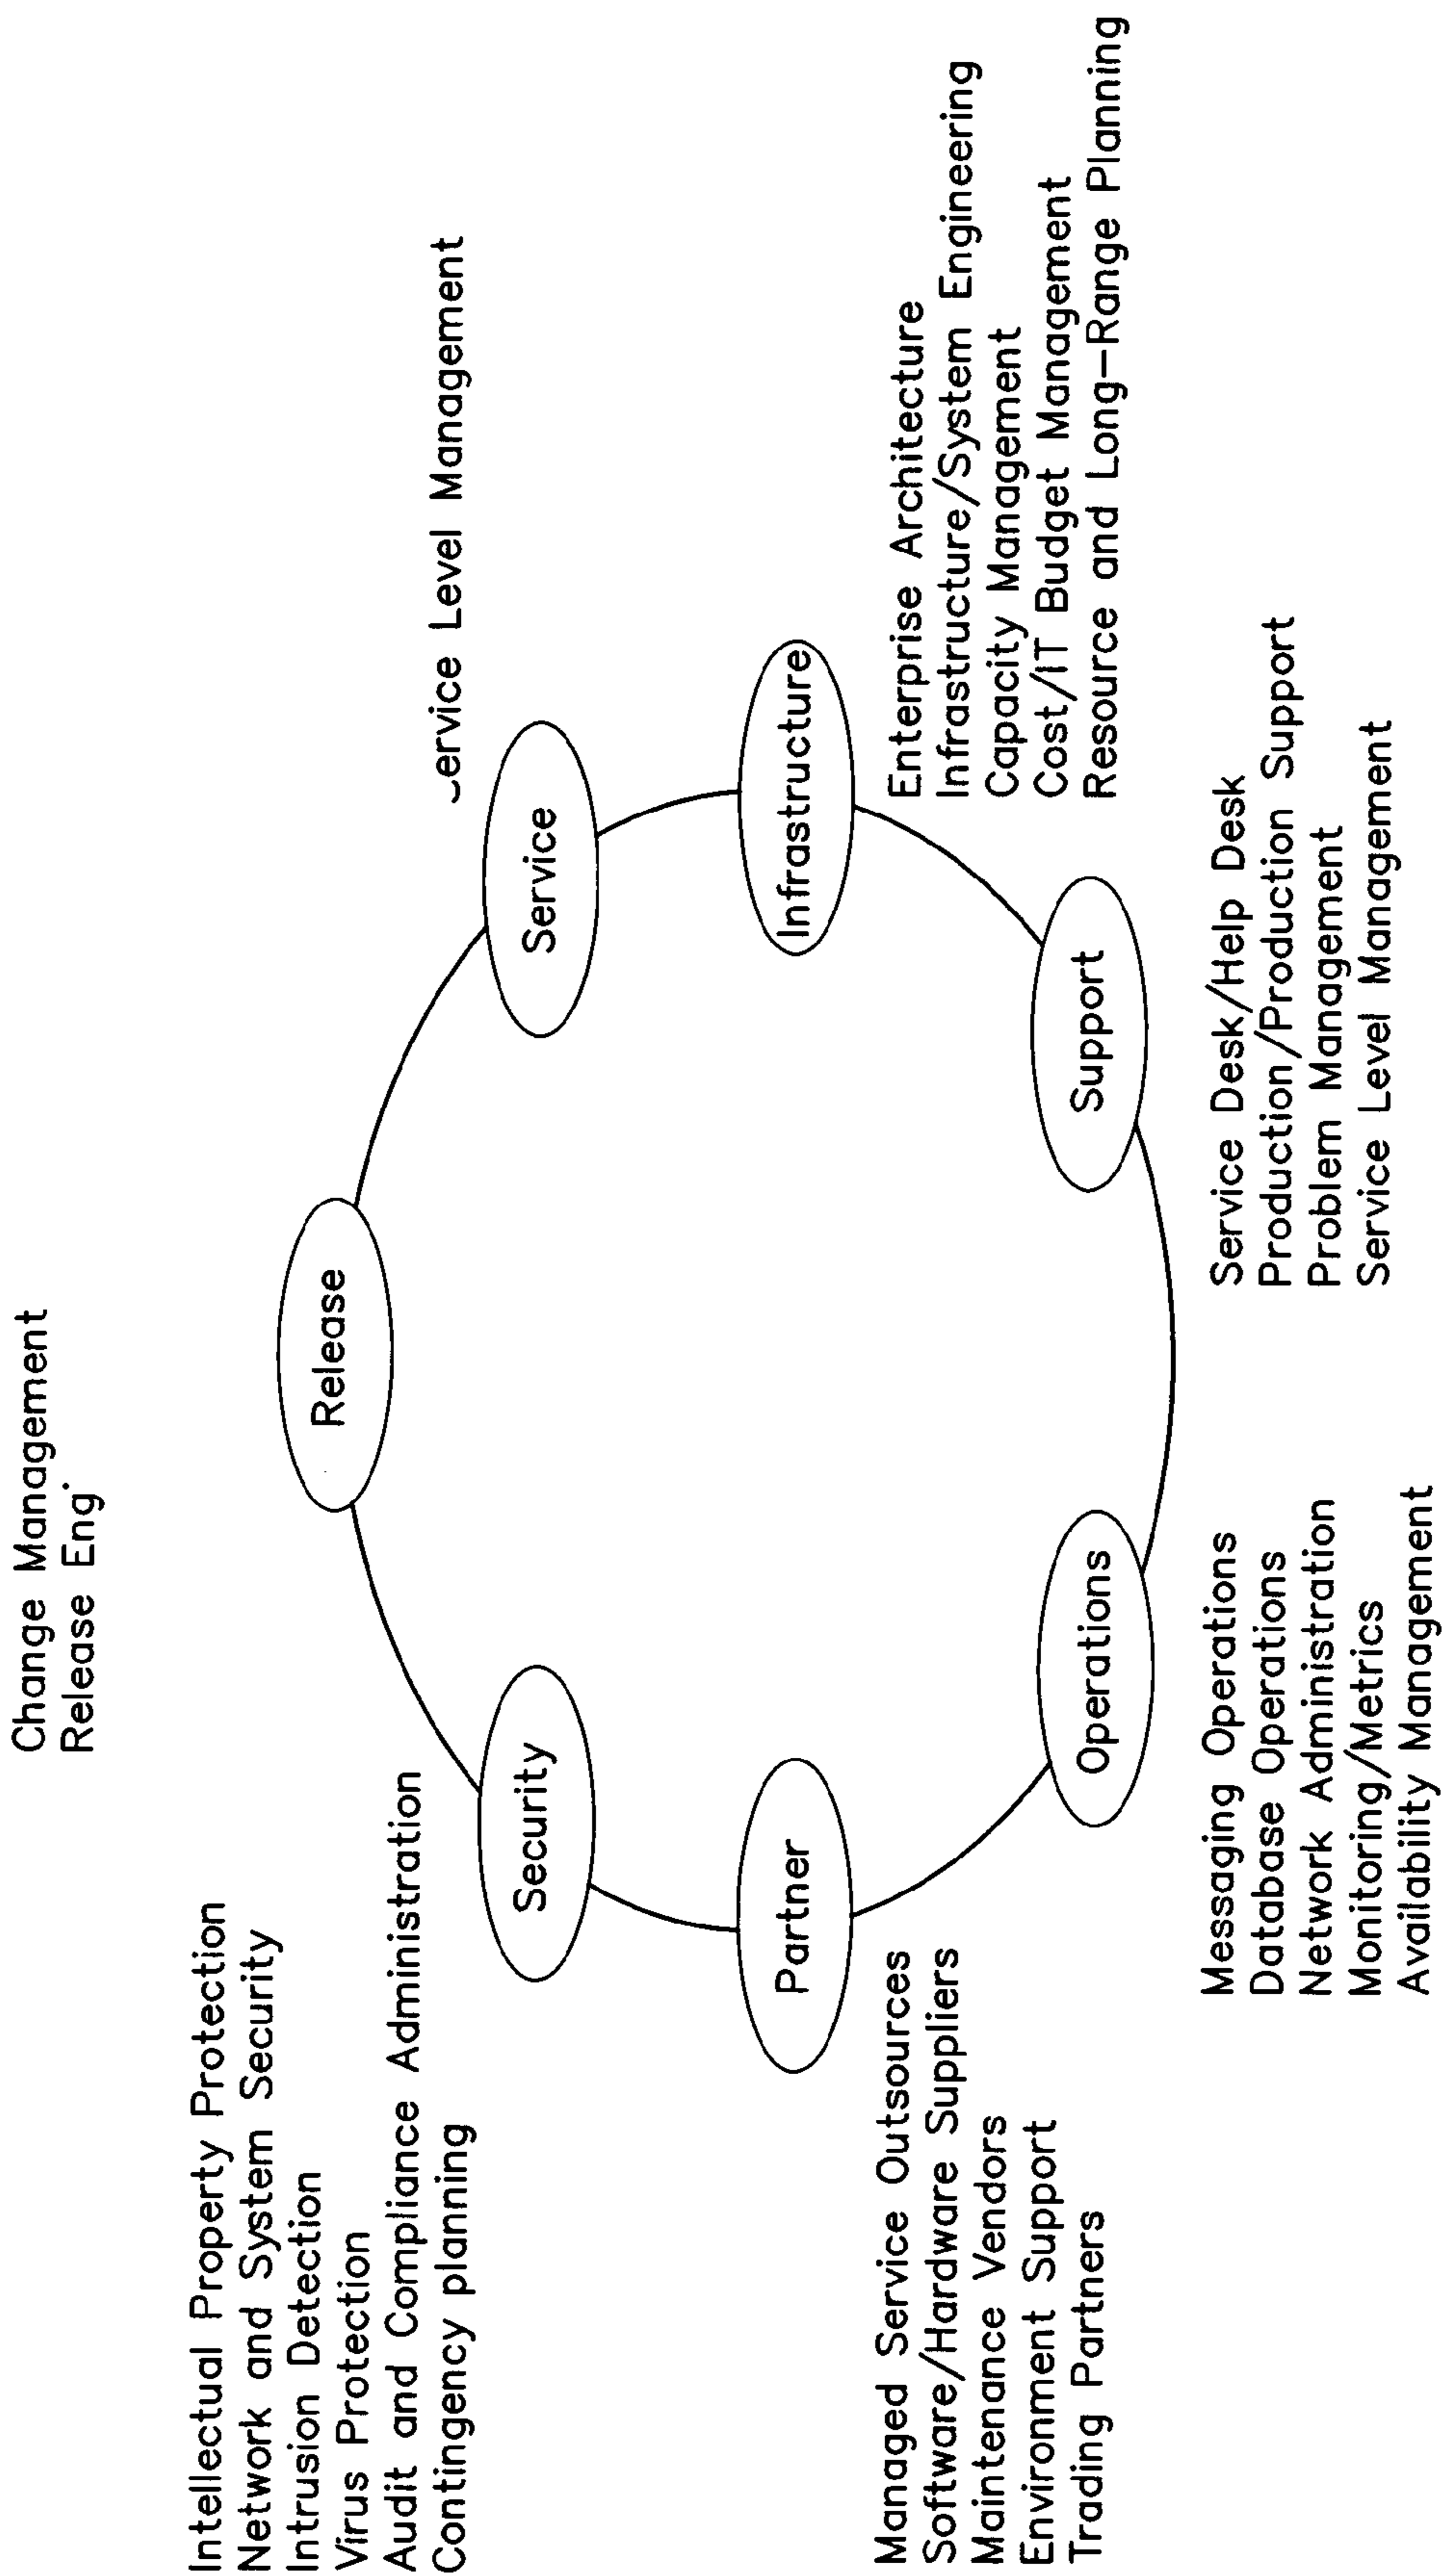 Change Management
Release Eng.
Release
Intellectual Property Protection
Network and System Security
Intrusion Detection
Virus Protection
Audit and Compliance Administration
Contingency planning
Security
Service Level Management
Service
Partner
Infrastructure
Managed Service Outsources
Software/Hardware Suppliers
Maintenance Vendors
Environment Support
Trading Partners
Enterprise Architecture
Infrastructure/System Engineering
Capacity Management
Cost/IT Budget Management
Resource and Long-Range Planning
Operations
Support
Messaging Operations
Database Operations
Network Administration
Monitoring/Metrics
Availability Management
Service Desk/Help Desk
Production/Production Support
Problem Management
Service Level Management